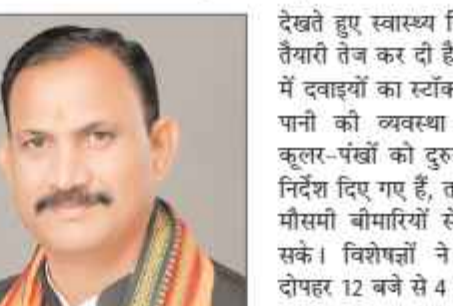 देखते हुए स्वास्थ्य
तैयारी तेज कर दी है
में दवाइयों का स्टॉक
पानी की व्यवस्था
कूलर-पंखों को
निर्देश दिए गए हैं,
मौसमी बीमारियों से
सके। विशेषज्ञों ने
दोपहर 12 बजे से 4